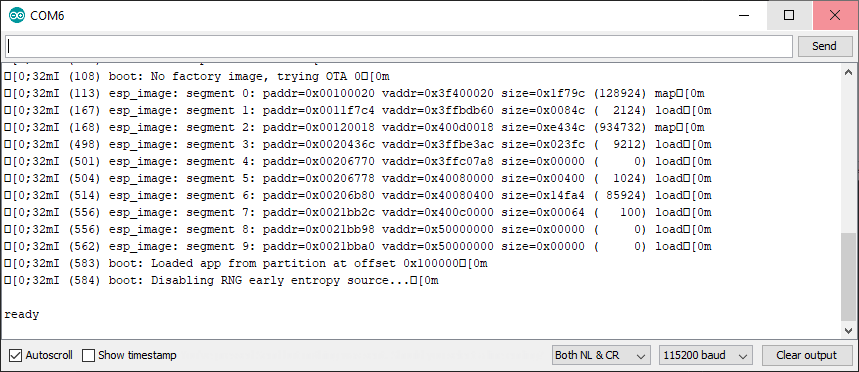 COM6
Send
[0;32mI (108) boot: No factory image, trying OTA 0 [0m
[0;32mI (113) esp_image: segment 0: paddr=0x00100020 vaddr=0x3f400020 size=0x1f79c (128924) map [0m
[0;32mI (167) esp_image: segment 1: paddr=0x0011f7c4 vaddr=0x3ffbdb60 size=0x0084c (  2124) load [0m
[0;32mI (168) esp_image: segment 2: paddr=0x00120018 vaddr=0x400d0018 size=0xe434c (934732) map [0m
[0;32mI (498) esp_image: segment 3: paddr=0x0020436c vaddr=0x3ffbe3ac size=0x023fc (  9212) load [0m
[0;32mI (501) esp_image: segment 4: paddr=0x00206770 vaddr=0x3ffc07a8 size=0x00000 (     0) load [0m
[0;32mI (504) esp_image: segment 5: paddr=0x00206778 vaddr=0x40080000 size=0x00400 (  1024) load [0m
[0;32mI (514) esp_image: segment 6: paddr=0x00206b80 vaddr=0x40080400 size=0x14fa4 ( 85924) load [0m
[0;32mI (556) esp_image: segment 7: paddr=0x0021bb2c vaddr=0x400c0000 size=0x00064 (   100) load [0m
[0;32mI (556) esp_image: segment 8: paddr=0x0021bb98 vaddr=0x50000000 size=0x00000 (     0) load [0m
[0;32mI (562) esp_image: segment 9: paddr=0x0021bba0 vaddr=0x50000000 size=0x00000 (     0) load [0m
[0;32mI (583) boot: Loaded app from partition at offset 0x100000 [0m
[0;32mI (584) boot: Disabling RNG early entropy source... [0m
ready
Autoscroll Show timestamp Both NL & CR 115200 baud Clear output